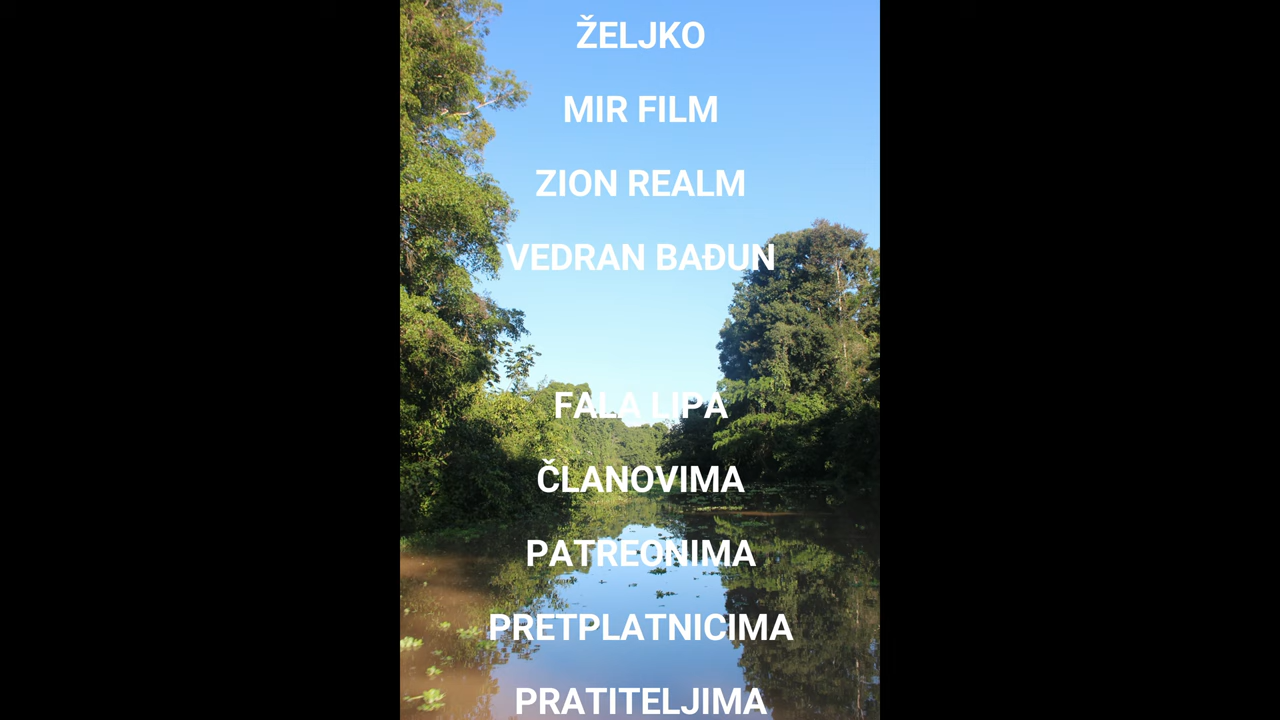 ŽELJKO
MIR FILM
ZION REALM
VEDRAN BAĐUN
FALA LIPA
ČLANOVIMA
PATREONIMA
PRETPLATNICIMA
PRATITELJIMA